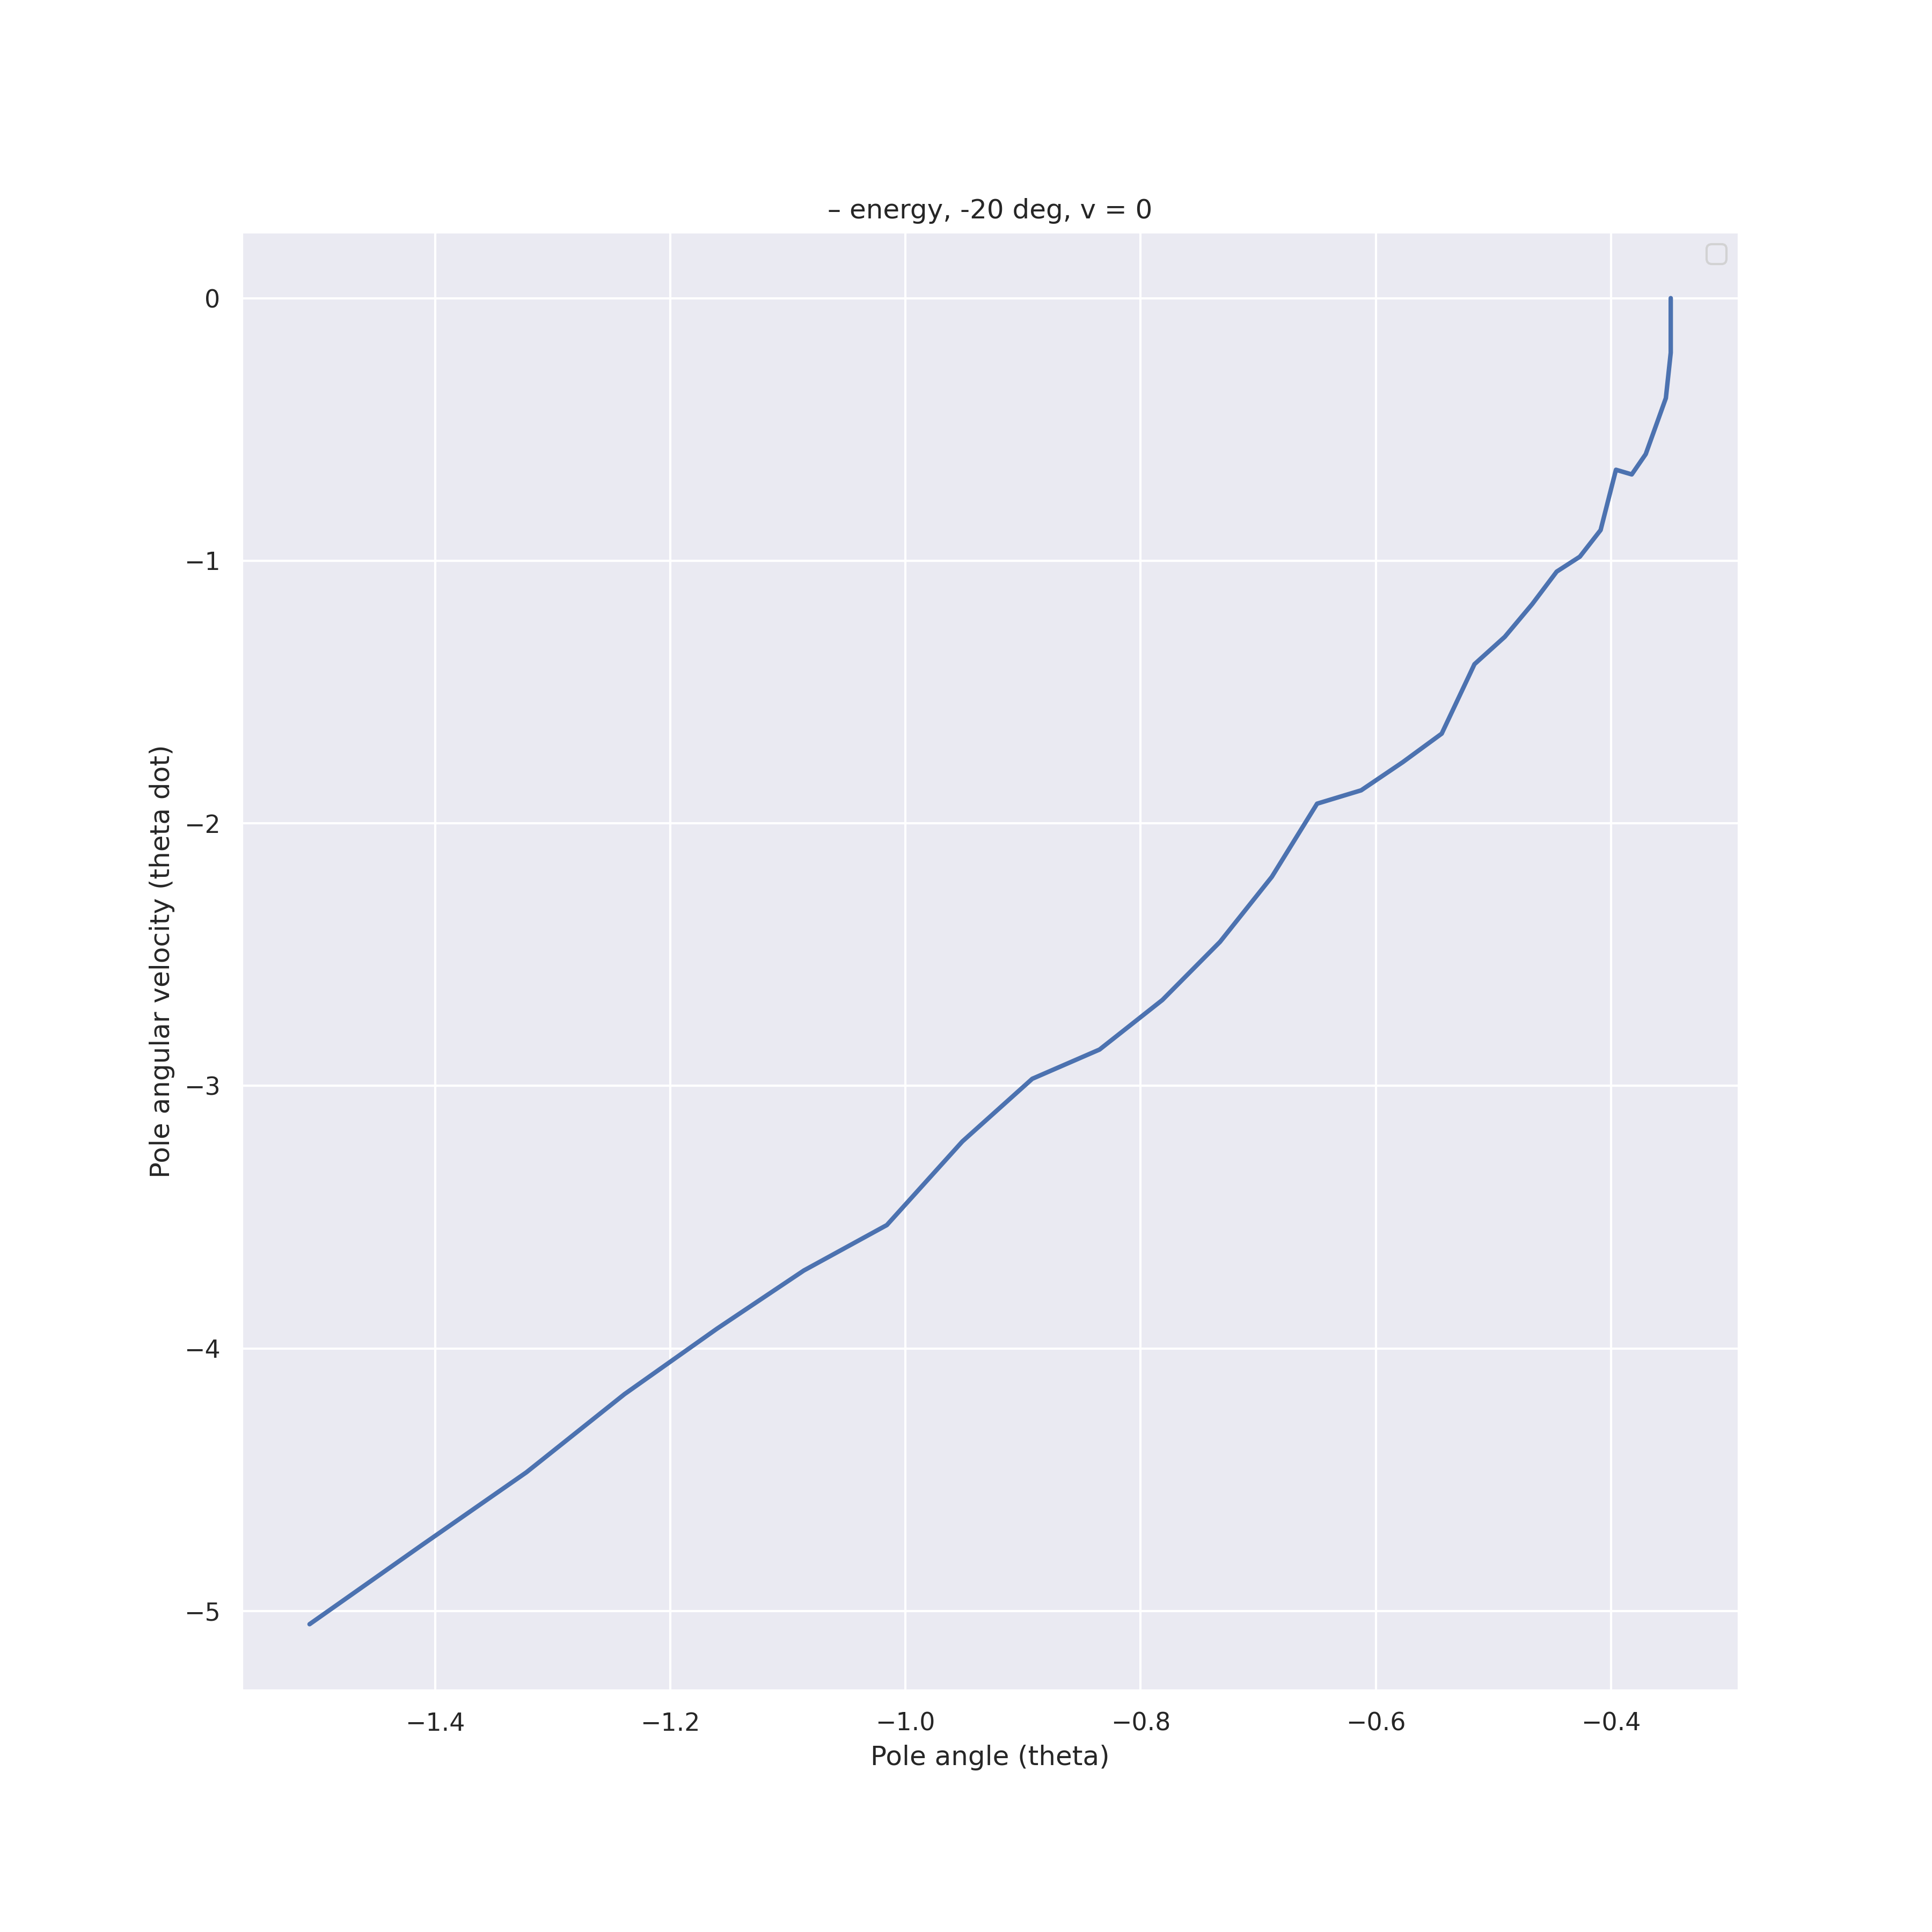 – energy, -20 deg, v = 0
0
−1
−2
−3
−4
−5
Pole angular velocity (theta dot)
−1.4 −1.2 −1.0 −0.8 −0.6 −0.4
Pole angle (theta)